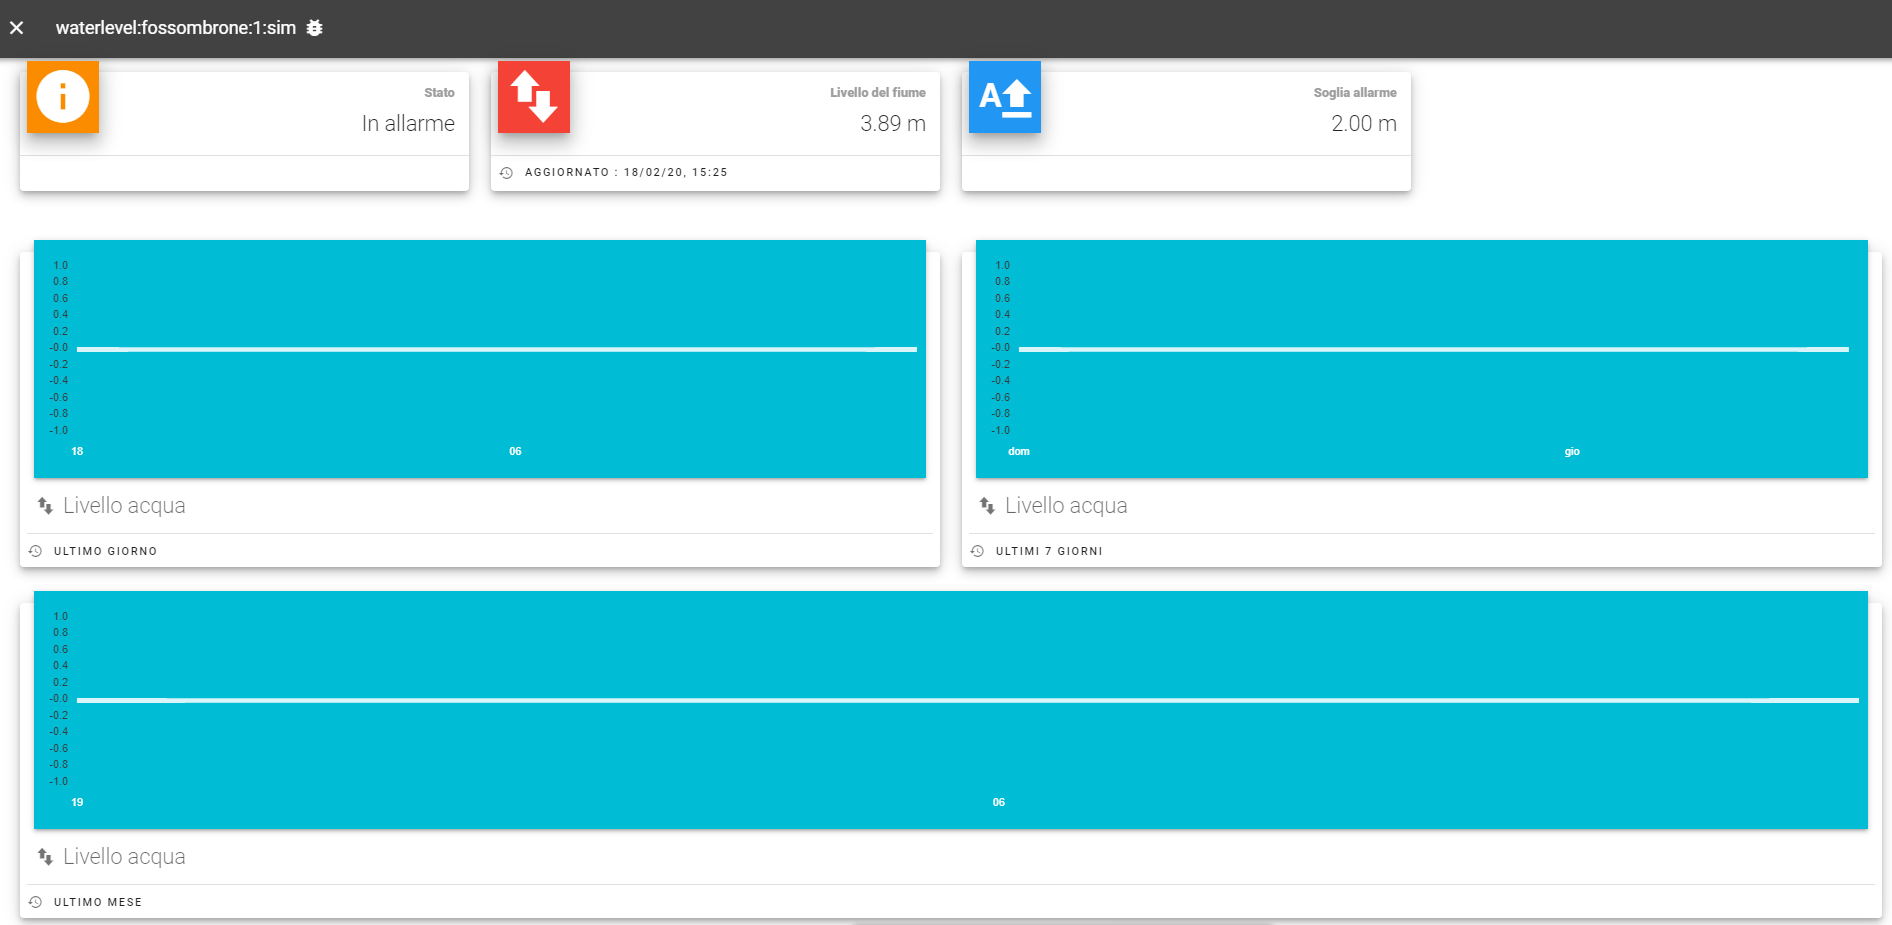 waterlevel:fossombrone:1:sim
Stato
In allarme
Livello del fiume
3.89 m
AGGIORNATO : 18/02/20, 15:25
Soglia allarme
2.00 m
1.0
0.8
0.6
0.4
0.2
-0.0
-0.2
-0.4
-0.6
-0.8
-1.0
18 06
Livello acqua
ULTIMO GIORNO
1.0
0.8
0.6
0.4
0.2
-0.0
-0.2
-0.4
-0.6
-0.8
-1.0
dom gio
Livello acqua
ULTIMI 7 GIORNI
1.0
0.8
0.6
0.4
0.2
-0.0
-0.2
-0.4
-0.6
-0.8
-1.0
19 06
Livello acqua
ULTIMO MESE